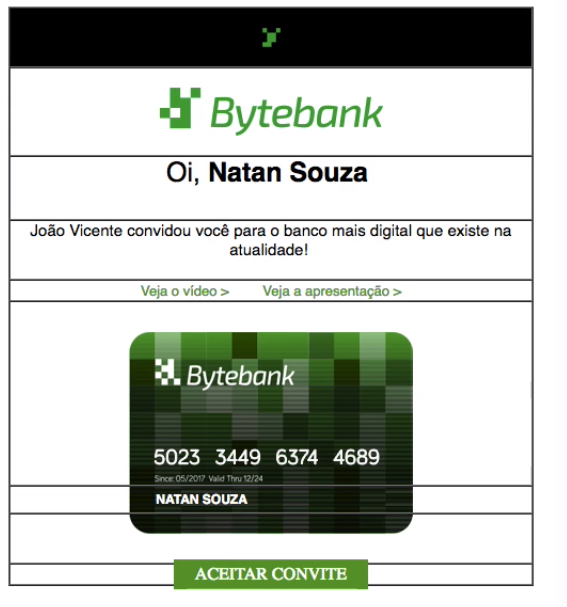 Bytebank
Oi, Natan Souza
João Vicente convidou você para o banco mais digital que existe na
atualidade!
Veja o vídeo > Veja a apresentação >
Bytebank
5023 3449 6374 4689
Since: 05/2017 Valid Thru 12/24
NATAN SOUZA
ACEITAR CONVITE